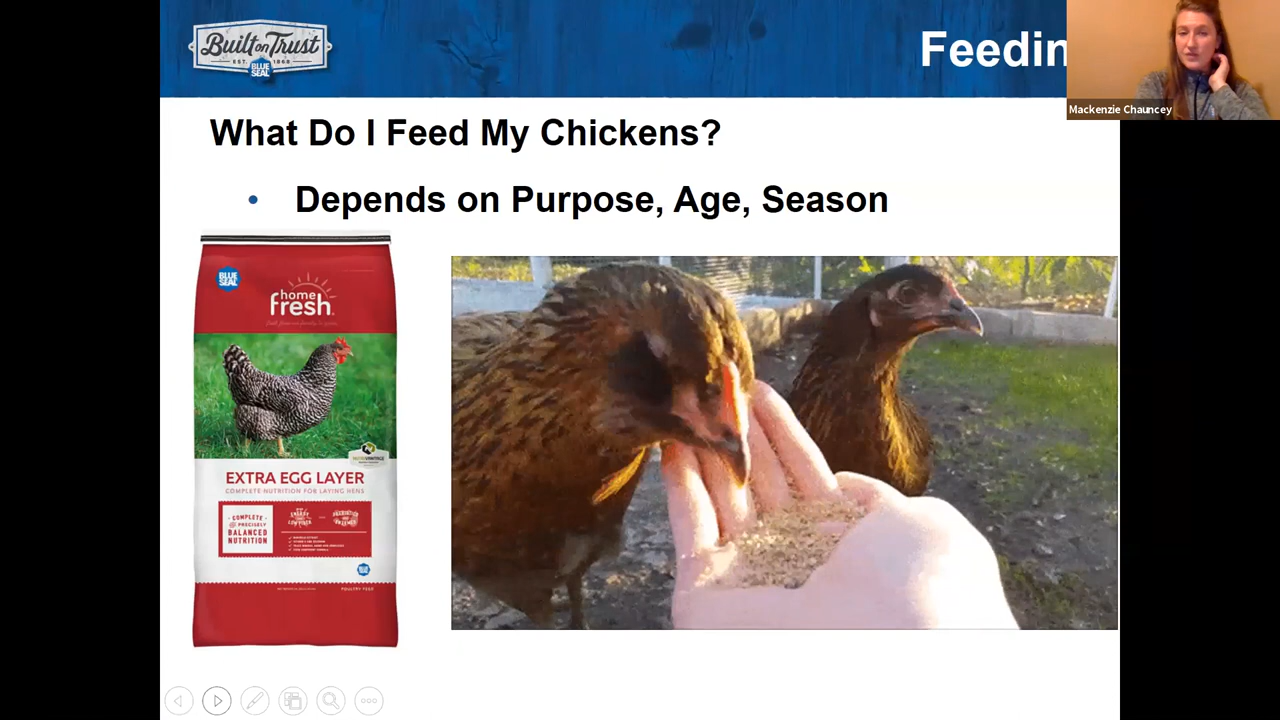 Built on Trust
EST. 1868
BLUE
SEAL
Feedin
Mackenzie Chauncey
What Do I Feed My Chickens?
• Depends on Purpose, Age, Season
BLUE
SEAL
home
fresh
EXTRA EGG LAYER
COMPLETE NUTRITION FOR LAYING HENS
COMPLETE
& PRECISELY
BALANCED
NUTRITION
BLUE
SEAL
POULTRY FEED